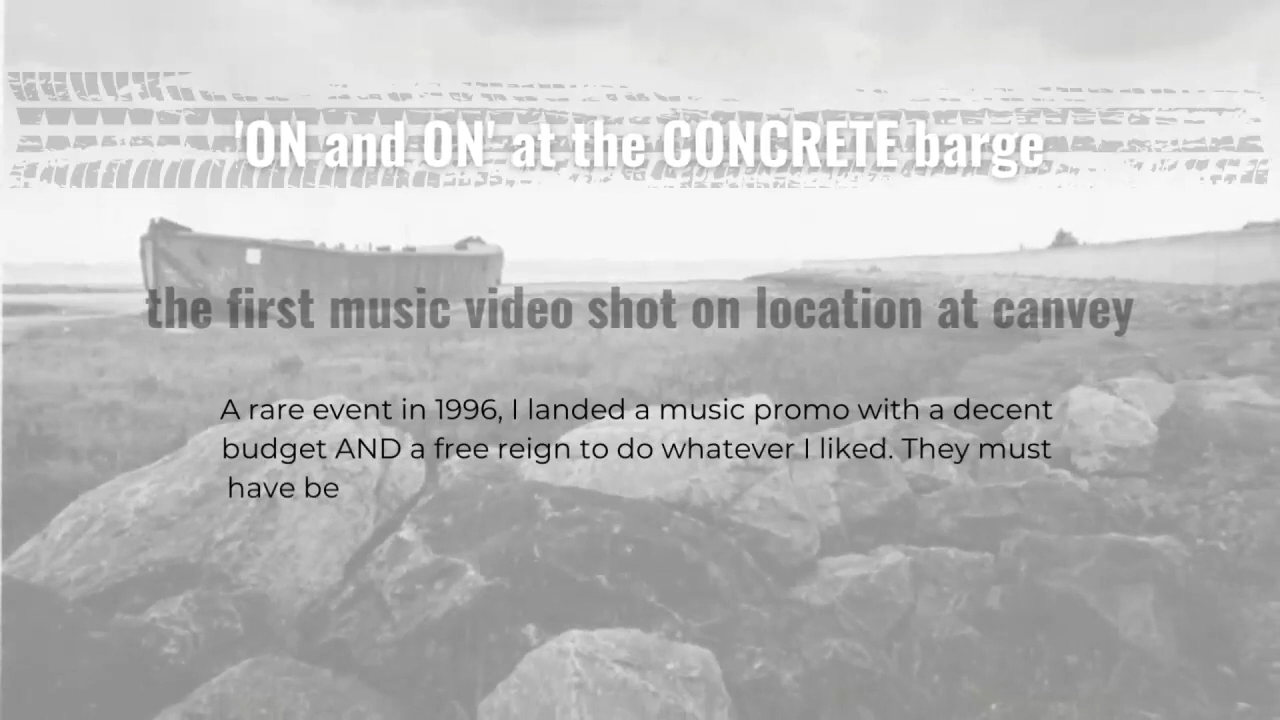 'ON and ON' at the CONCRETE barge
the first music video shot on location at canvey
A rare event in 1996, I landed a music promo with a decent
budget AND a free reign to do whatever I liked. They must
have be